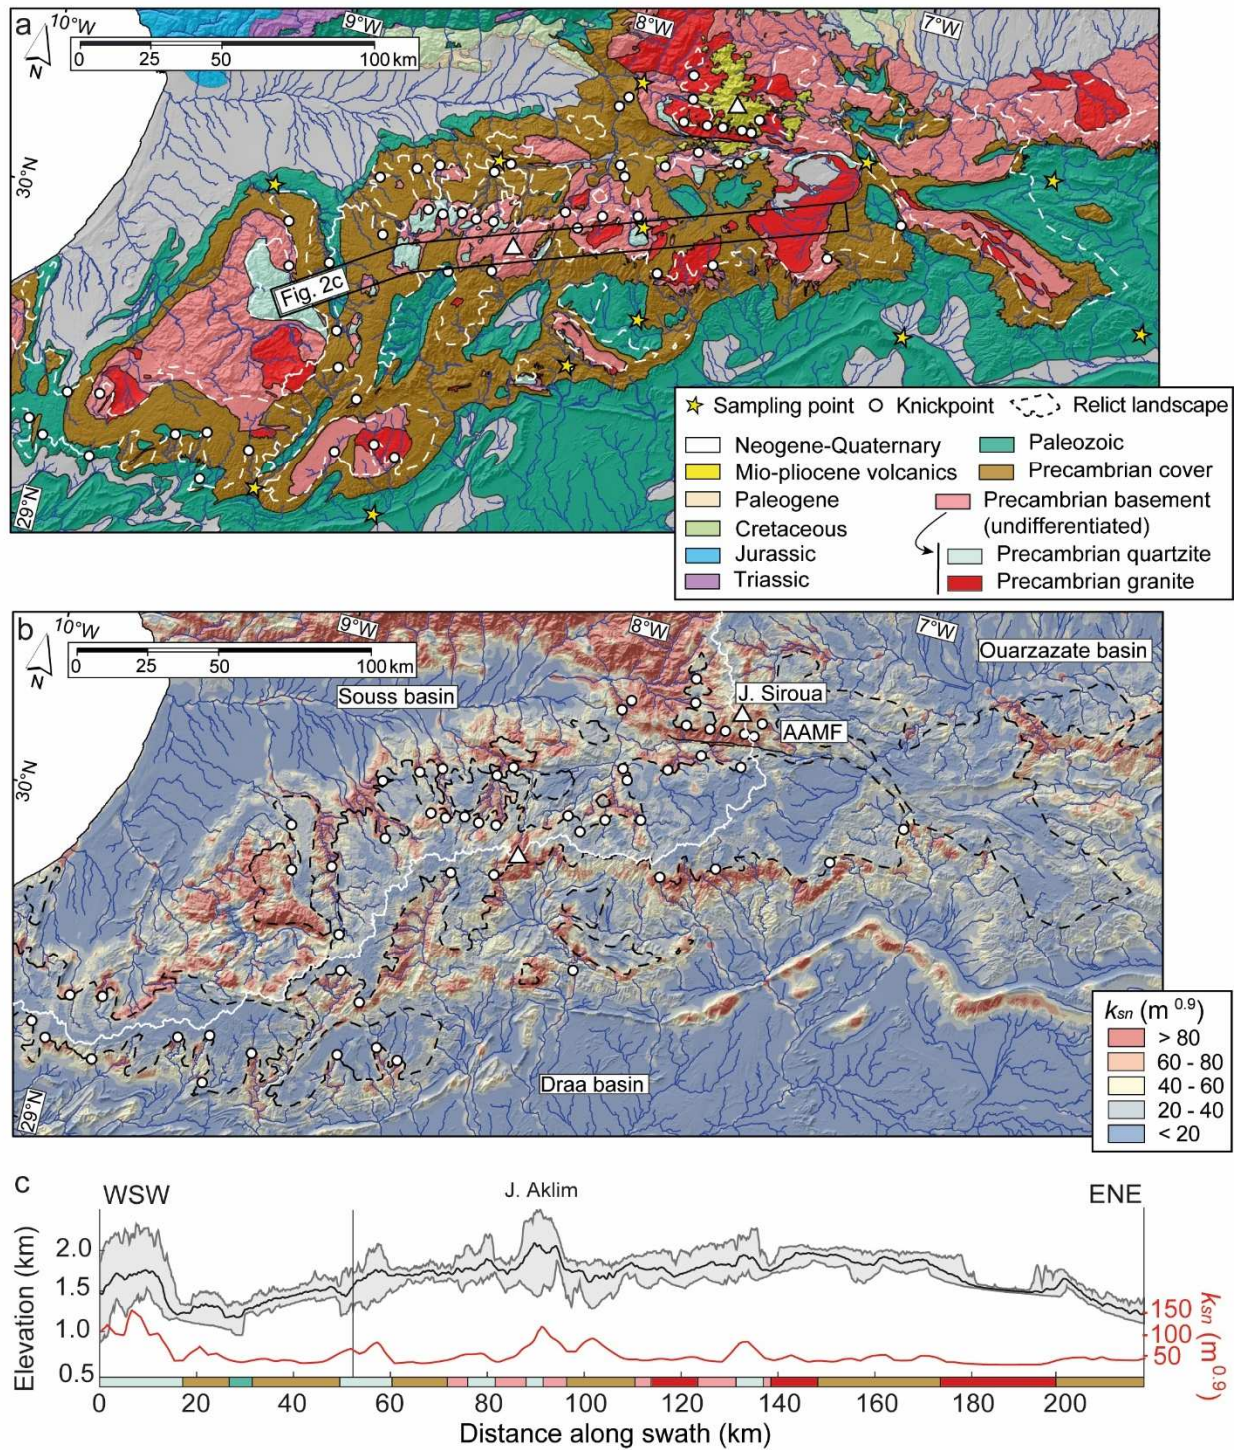 a
10°W
9°W
8°W
7°W
N
0 25 50 100 km
30°N
Fig. 2c
29°N
Sampling point
Knickpoint
Relict landscape
Neogene-Quaternary
Paleozoic
Mio-pliocene volcanics
Precambrian cover
Paleogene
Precambrian basement
(undifferentiated)
Cretaceous
Jurassic
Precambrian quartzite
Triassic
Precambrian granite
b
10°W
9°W
8°W
7°W
N
0 25 50 100 km
Ouarzazate basin
Souss basin
J. Siroua
AAMF
30°N
Draa basin
29°N
ksn (m 0.9)
> 80
60 - 80
40 - 60
20 - 40
< 20
c
WSW
J. Aklim
ENE
Elevation (km)
2.0
1.5
1.0
0.5
150
100
50
ksn (m0.9)
0 20 40 60 80 100 120 140 160 180 200
Distance along swath (km)